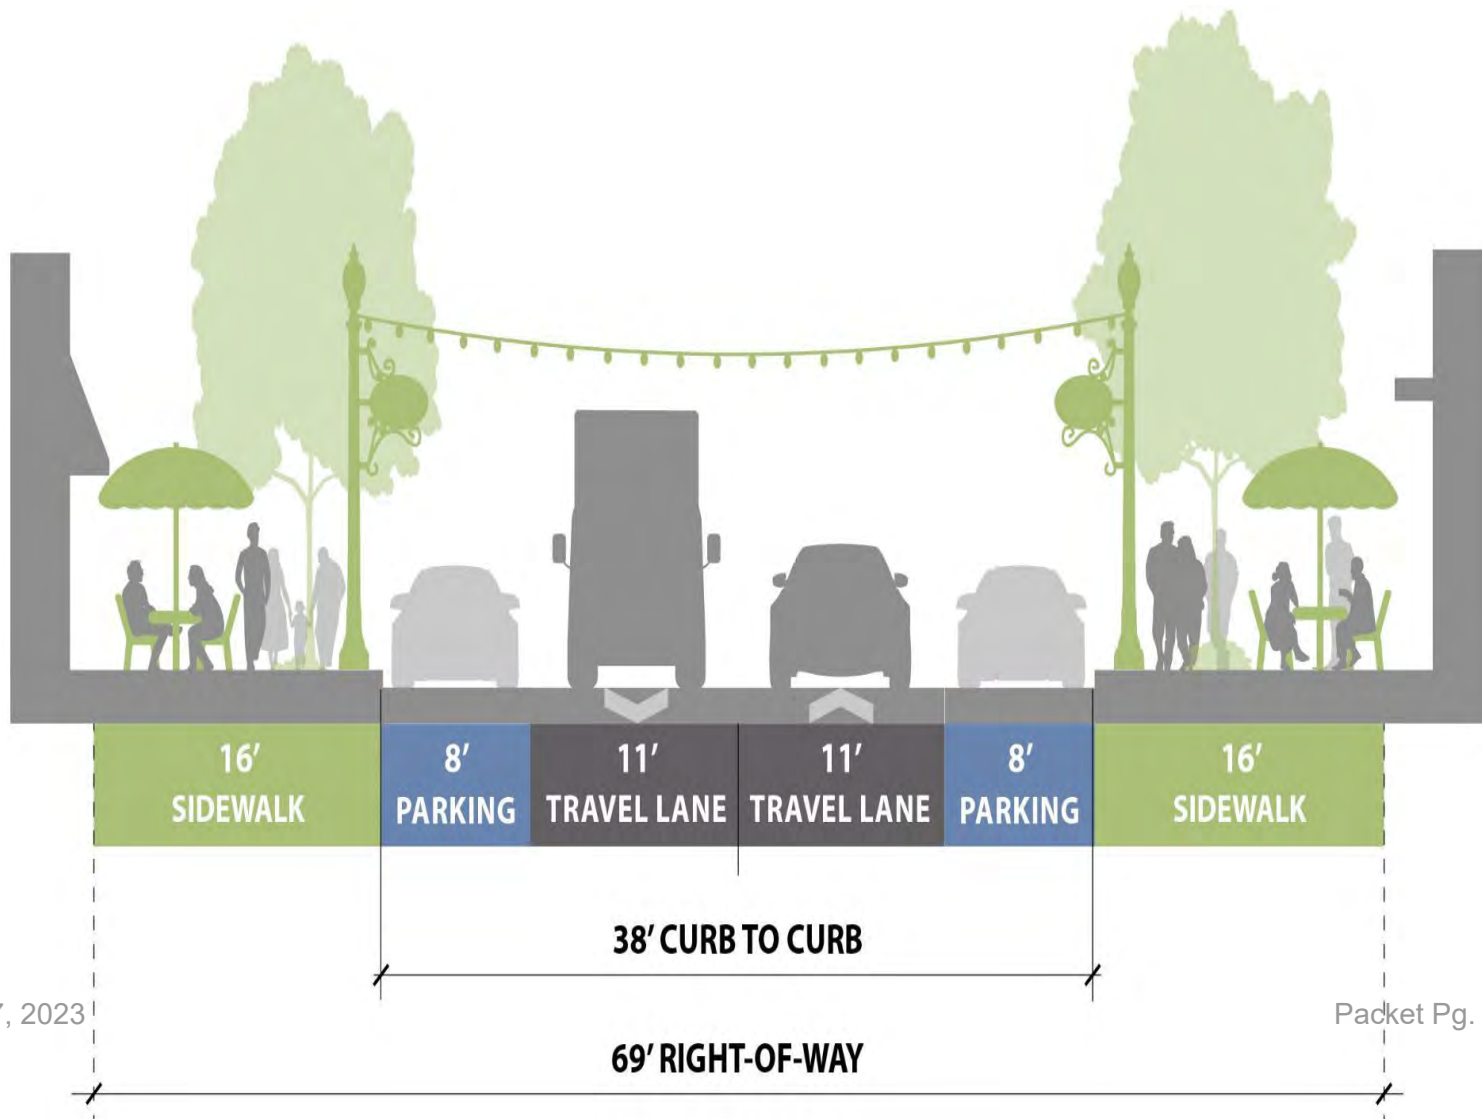 16′
SIDEWALK
8′
PARKING
11′
TRAVEL LANE
11′
TRAVEL LANE
8′
PARKING
16′
SIDEWALK
38′ CURB TO CURB
, 2023
Packet Pg.
69′ RIGHT-OF-WAY